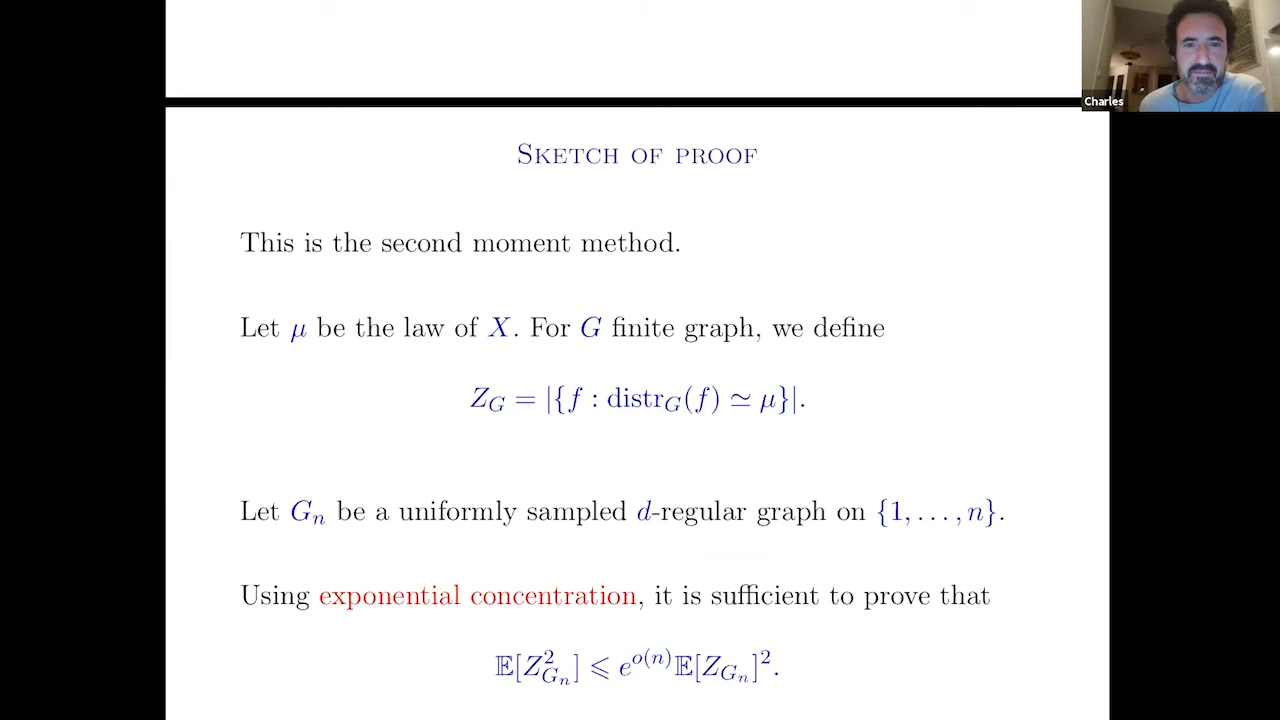 Charles
SKETCH OF PROOF
This is the second moment method.
Let μ be the law of X. For G finite graph, we define
Z_G = |{f : distr_G(f) ≃ μ}|.
Let G_n be a uniformly sampled d-regular graph on {1, . . . , n}.
Using exponential concentration, it is sufficient to prove that
𝔼[Z²_{G_n}] ⩽ e^{o(n)}𝔼[Z_{G_n}]².